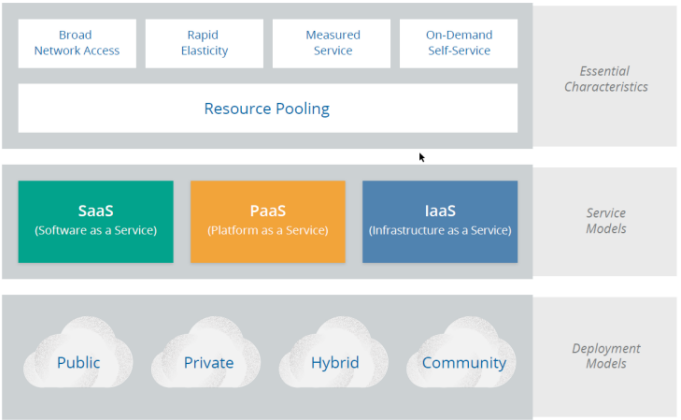 Broad
Network Access
Rapid
Elasticity
Measured
Service
On-Demand
Self-Service
Resource Pooling
Essential
Characteristics
SaaS
(Software as a Service)
PaaS
(Platform as a Service)
IaaS
(Infrastructure as a Service)
Service
Models
Public
Private
Hybrid
Community
Deployment
Models